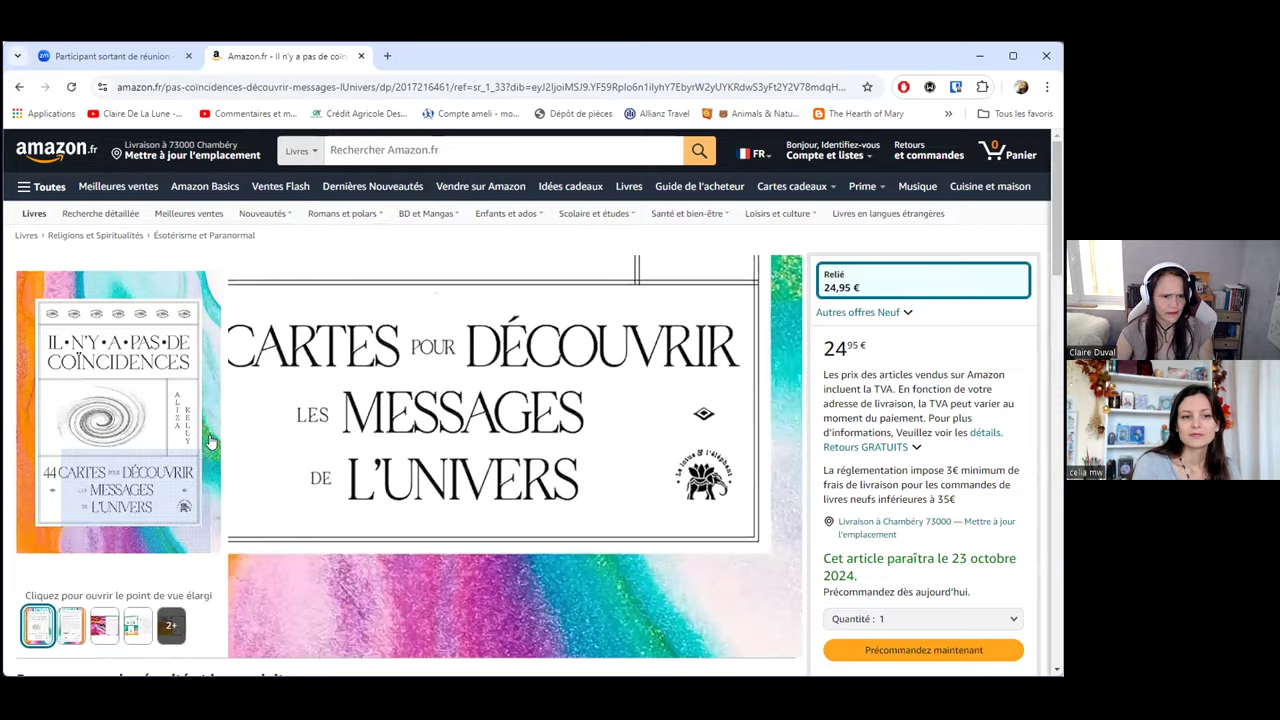 Participant sortant de réunion
Amazon.fr - Il n'y a pas de coïn
amazon.fr/pas-coïncidences-découvrir-messages-lUnivers/dp/2017216461/ref=sr_1_33?dib=
Applications
Claire De La Lune -...
Commentaires et m...
Crédit Agricole Des...
Compte ameli - mo...
Dépôt de pièces
Allianz Travel
Animals & Natu...
The Hearth of Mary
»
Tous les favoris
amazon.fr
Livraison à 73000 Chambéry
Mettre à jour l'emplacement
Livres
Rechercher Amazon.fr
FR
Bonjour, Identifiez-vous
Compte et listes
Retours
et commandes
0
Panier
Toutes
Meilleures ventes
Amazon Basics
Ventes Flash
Dernières Nouveautés
Vendre sur Amazon
Idées cadeaux
Livres
Guide de l'acheteur
Cartes cadeaux
Prime
Musique
Cuisine et maison
Livres
Recherche détaillée
Meilleures ventes
Nouveautés
Romans et polars
BD et Mangas
Enfants et ados
Scolaire et études
Santé et bien-être
Loisirs et culture
Livres en langues étrangères
Livres › Religions et Spiritualités › Ésotérisme et Paranormal
IL•N'Y•A•PAS•DE
COÏNCIDENCES
ALIZA
KELLY
44 CARTES POUR DÉCOUVRIR
LES MESSAGES
DE L'UNIVERS
CARTES POUR DÉCOUVRIR
LES MESSAGES
DE L'UNIVERS
Le lotus & l'éléphant
Cliquez pour ouvrir le point de vue élargi
2+
Relié
24,95 €
Autres offres Neuf
24 95 €
Les prix des articles vendus sur Amazon
incluent la TVA. En fonction de votre
adresse de livraison, la TVA peut varier au
moment du paiement. Pour plus
d'informations, Veuillez voir les détails.
Retours GRATUITS
La réglementation impose 3€ minimum de
frais de livraison pour les commandes de
livres neufs inférieures à 35€
Livraison à Chambéry 73000 — Mettre à jour
l'emplacement
Cet article paraîtra le 23 octobre
2024.
Précommandez dès aujourd'hui.
Quantité : 1
Précommandez maintenant
Claire Duval
celia mw